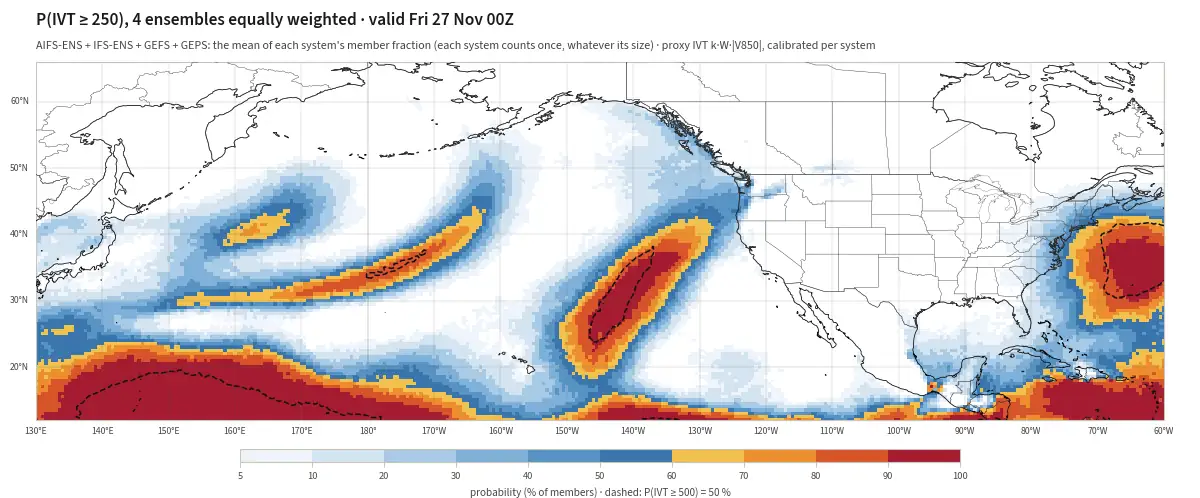 P(IVT ≥ 250), 4 ensembles equally weighted · valid Fri 27 Nov 00Z
AIFS-ENS + IFS-ENS + GEFS + GEPS: the mean of each system's member fraction (each system counts once, whatever its size) · proxy IVT k·W·|V850|, calibrated per system
60°N
50°N
40°N
30°N
20°N
130°E 140°E 150°E 160°E 180° 170°W 160°W 150°W 140°W 130°W 120°W 110°W 100°W 90°W 80°W 70°W 60°W
5 10 20 30 40 50 60 70 80 90 100
probability (% of members) · dashed: P(IVT ≥ 500) = 50 %